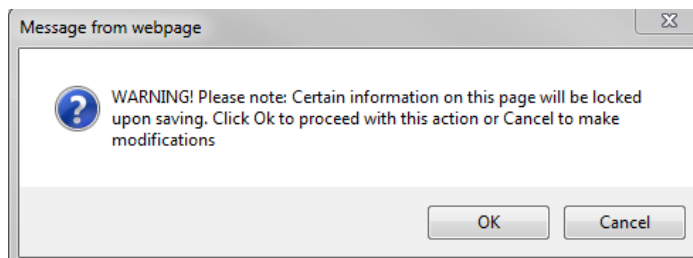 Message from webpage
WARNING! Please note: Certain information on this page will be locked
upon saving. Click Ok to proceed with this action or Cancel to make
modifications
OK
Cancel